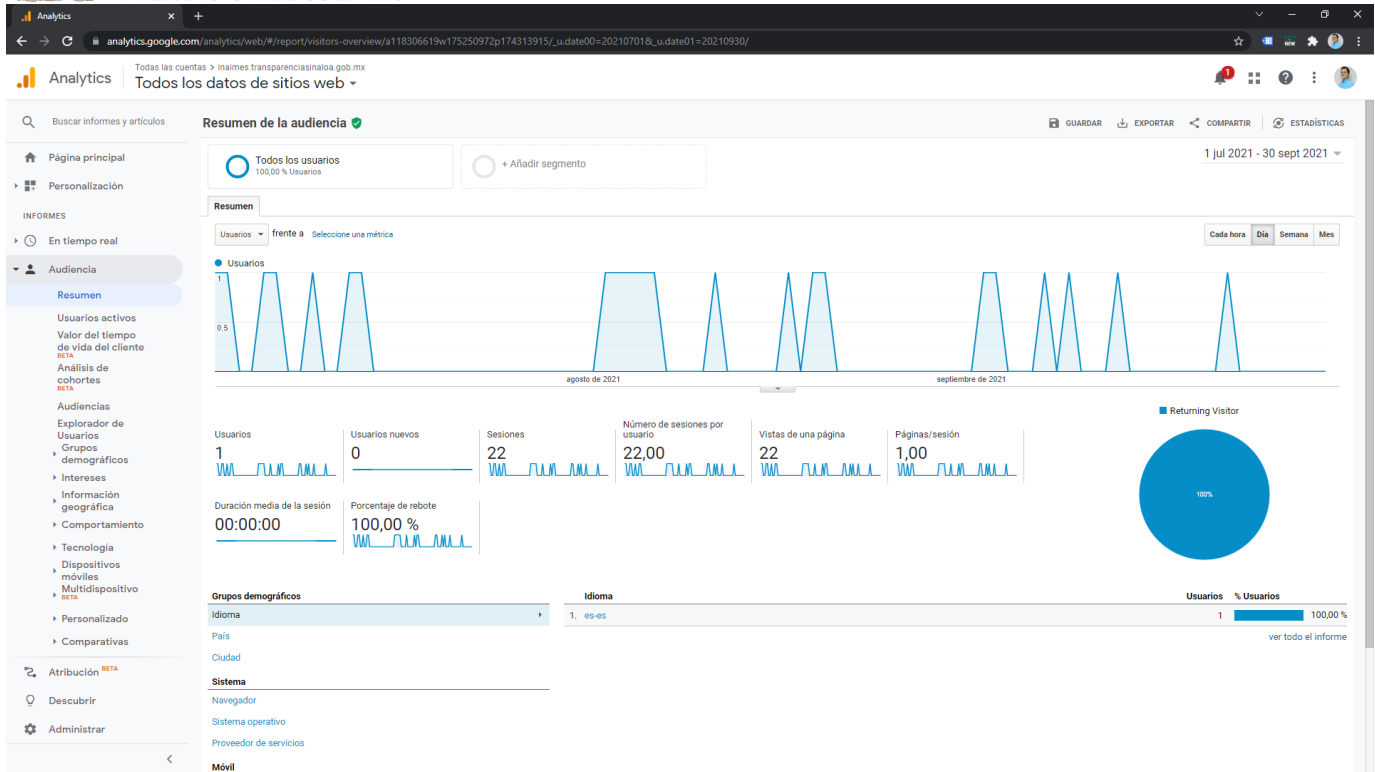 Analytics
analytics.google.com/analytics/web/#/report/visitors-overview/a118306619w175250972p174313915/_u.date00=20210701&_u.date01=20210930/
Analytics
Todas las cuentas > inaimes.transparenciasinaloa.gob.mx
Todos los datos de sitios web
1
Buscar informes y artículos
Página principal
Personalización
INFORMES
En tiempo real
Audiencia
Resumen
Usuarios activos
Valor del tiempo
de vida del cliente
BETA
Análisis de
cohortes
BETA
Audiencias
Explorador de
Usuarios
Grupos
demográficos
Intereses
Información
geográfica
Comportamiento
Tecnología
Dispositivos
móviles
Multidispositivo
BETA
Personalizado
Comparativas
Atribución BETA
Descubrir
Administrar
Resumen de la audiencia
GUARDAR EXPORTAR COMPARTIR ESTADÍSTICAS
Todos los usuarios
100,00 % Usuarios
+ Añadir segmento
1 jul 2021 - 30 sept 2021
Resumen
Usuarios frente a Seleccione una métrica
Cada hora Día Semana Mes
Usuarios
1
0,5
agosto de 2021 septiembre de 2021
Usuarios
1
Usuarios nuevos
0
Sesiones
22
Número de sesiones por
usuario
22,00
Vistas de una página
22
Páginas/sesión
1,00
Duración media de la sesión
00:00:00
Porcentaje de rebote
100,00 %
Returning Visitor
100%
Grupos demográficos
Idioma
País
Ciudad
Sistema
Navegador
Sistema operativo
Proveedor de servicios
Móvil
Idioma Usuarios % Usuarios
1. es-es 1 100,00 %
ver todo el informe